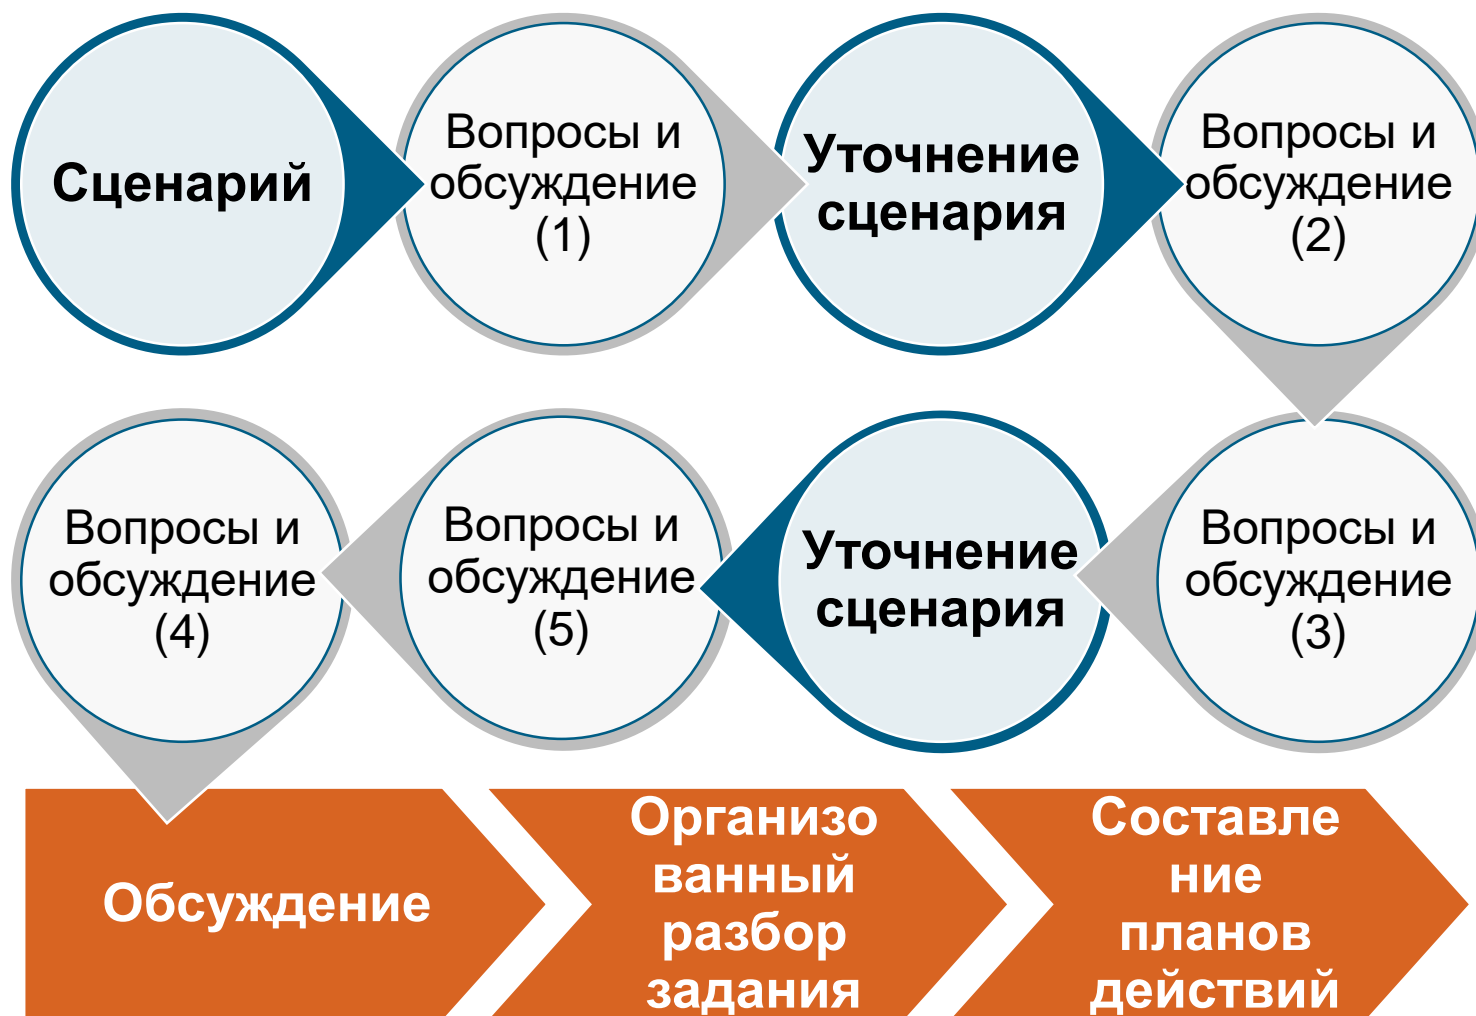 Сценарий
Вопросы и
обсуждение
(1)
Уточнение
сценария
Вопросы и
обсуждение
(2)
Вопросы и
обсуждение
(4)
Вопросы и
обсуждение
(5)
Уточнение
сценария
Вопросы и
обсуждение
(3)
Обсуждение
Организо
ванный
разбор
задания
Составле
ние
планов
действий